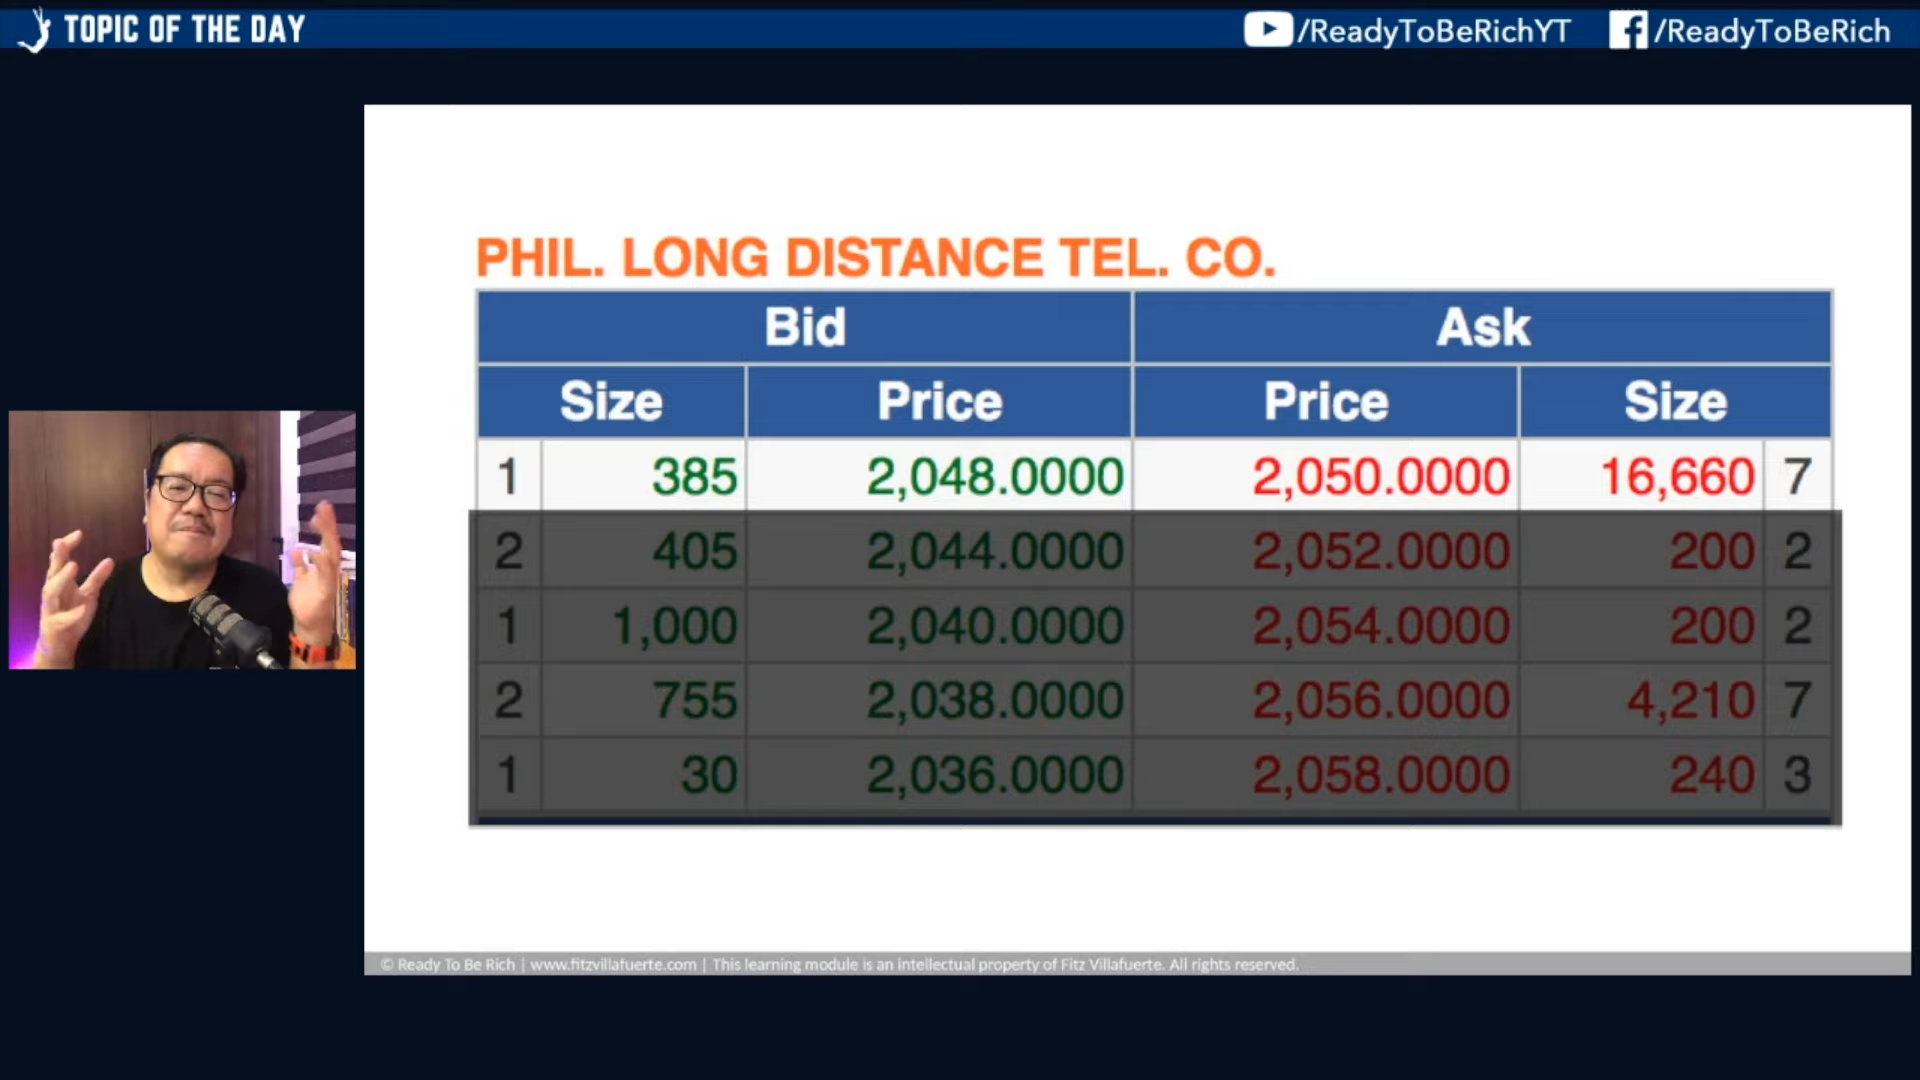 TOPIC OF THE DAY
/ReadyToBeRichYT /ReadyToBeRich
PHIL. LONG DISTANCE TEL. CO.
Bid Ask
Size Price Price Size
1 385 2,048.0000 2,050.0000 16,660 7
2 405 2,044.0000 2,052.0000 200 2
1 1,000 2,040.0000 2,054.0000 200 2
2 755 2,038.0000 2,056.0000 4,210 7
1 30 2,036.0000 2,058.0000 240 3
© Ready To Be Rich | www.fitzvillafuerte.com | This learning module is an intellectual property of Fitz Villafuerte. All rights reserved.